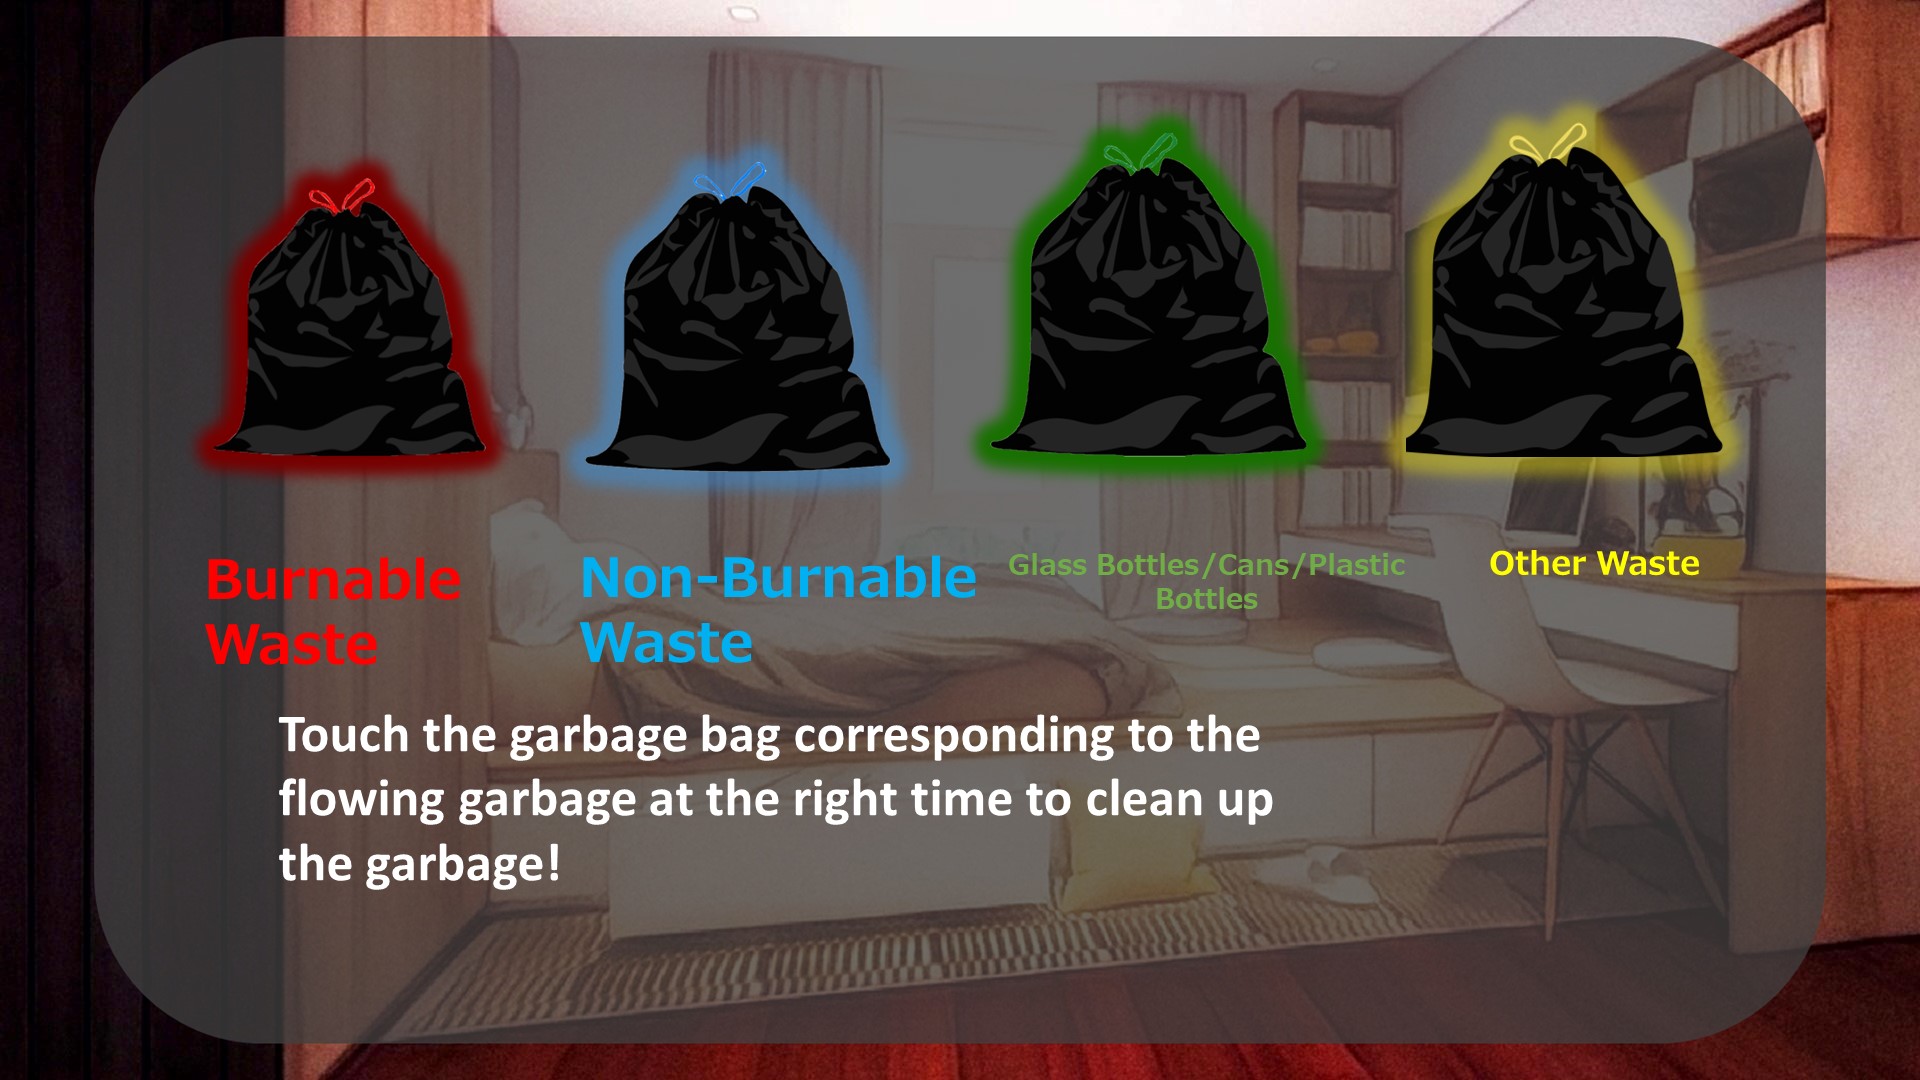 Burnable
Waste
Non-Burnable
Waste
Glass Bottles/Cans/Plastic
Bottles
Other Waste
Touch the garbage bag corresponding to the
flowing garbage at the right time to clean up
the garbage!